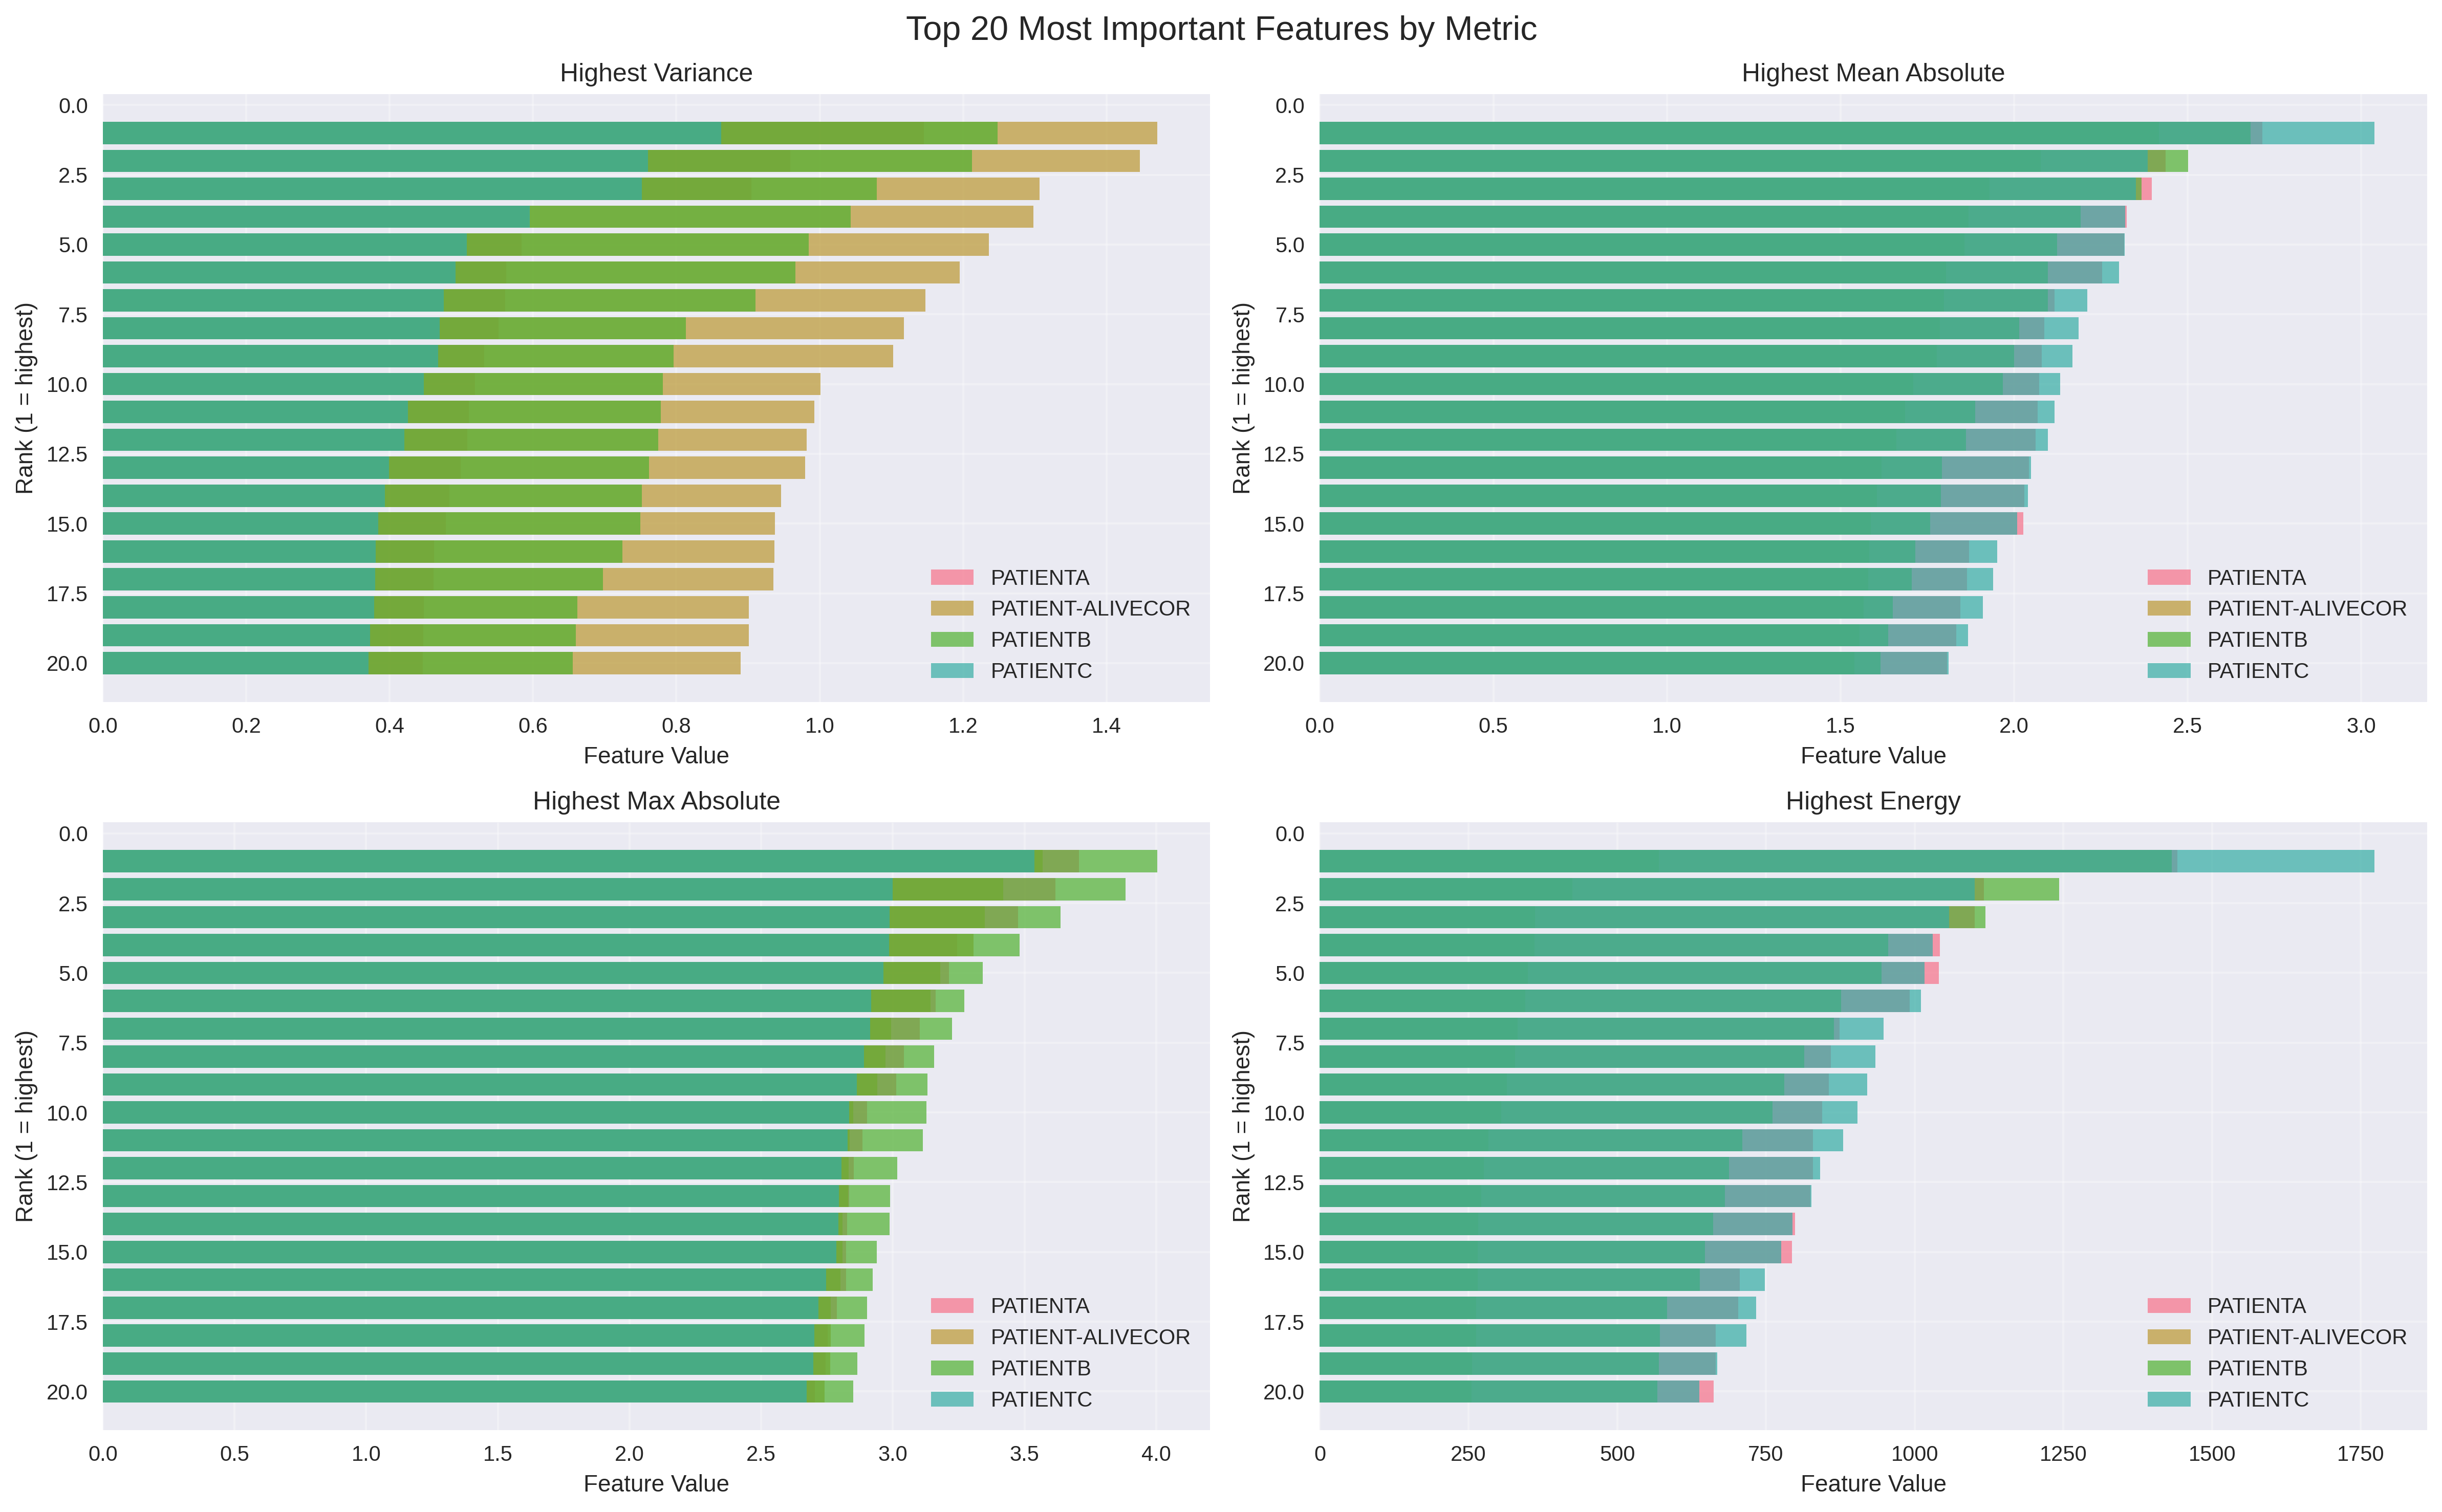 Top 20 Most Important Features by Metric
Highest Variance
0.0
2.5
5.0
7.5
10.0
12.5
15.0
17.5
20.0
Rank (1 = highest)
PATIENTA
PATIENT-ALIVECOR
PATIENTB
PATIENTC
0.0 0.2 0.4 0.6 0.8 1.0 1.2 1.4
Feature Value
Highest Mean Absolute
0.0
2.5
5.0
7.5
10.0
12.5
15.0
17.5
20.0
Rank (1 = highest)
PATIENTA
PATIENT-ALIVECOR
PATIENTB
PATIENTC
0.0 0.5 1.0 1.5 2.0 2.5 3.0
Feature Value
Highest Max Absolute
0.0
2.5
5.0
7.5
10.0
12.5
15.0
17.5
20.0
Rank (1 = highest)
PATIENTA
PATIENT-ALIVECOR
PATIENTB
PATIENTC
0.0 0.5 1.0 1.5 2.0 2.5 3.0 3.5 4.0
Feature Value
Highest Energy
0.0
2.5
5.0
7.5
10.0
12.5
15.0
17.5
20.0
Rank (1 = highest)
PATIENTA
PATIENT-ALIVECOR
PATIENTB
PATIENTC
0 250 500 750 1000 1250 1500 1750
Feature Value